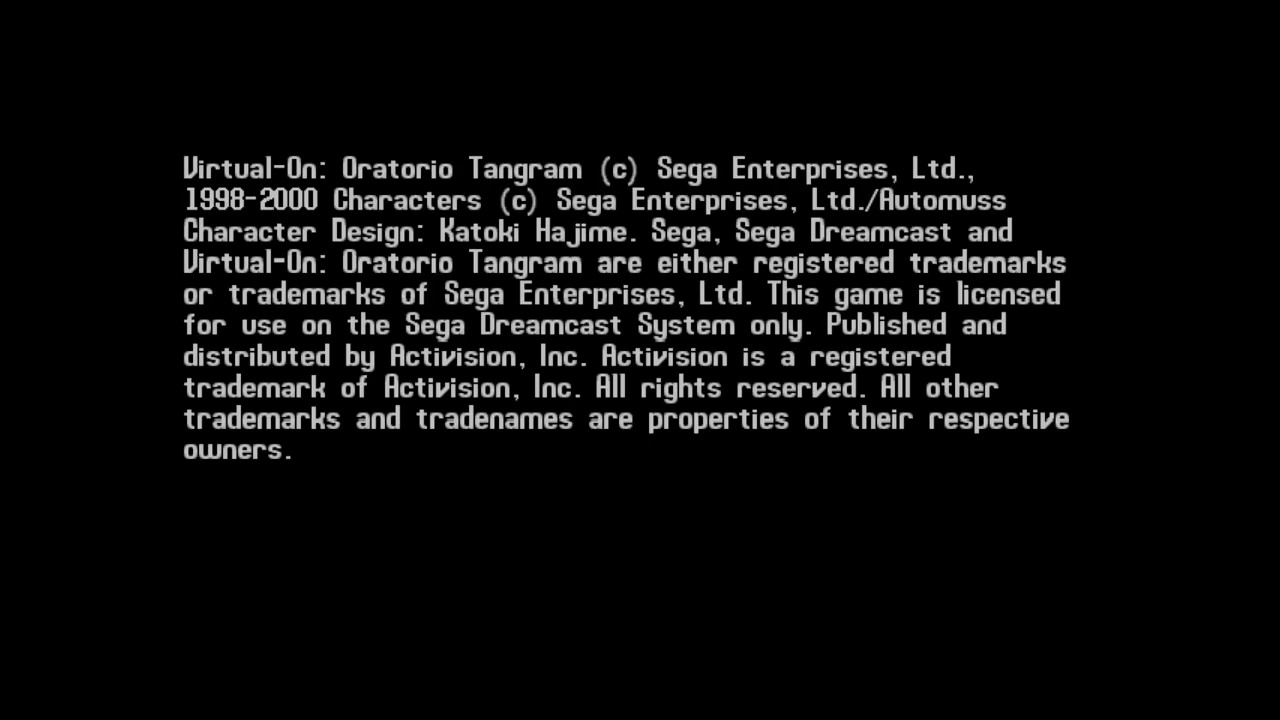 Virtual-On: Oratorio Tangram (c) Sega Enterprises, Ltd.,
1998-2000 Characters (c) Sega Enterprises, Ltd./Automuss
Character Design: Katoki Hajime. Sega, Sega Dreamcast and
Virtual-On: Oratorio Tangram are either registered trademarks
or trademarks of Sega Enterprises, Ltd. This game is licensed
for use on the Sega Dreamcast System only. Published and
distributed by Activision, Inc. Activision is a registered
trademark of Activision, Inc. All rights reserved. All other
trademarks and tradenames are properties of their respective
owners.